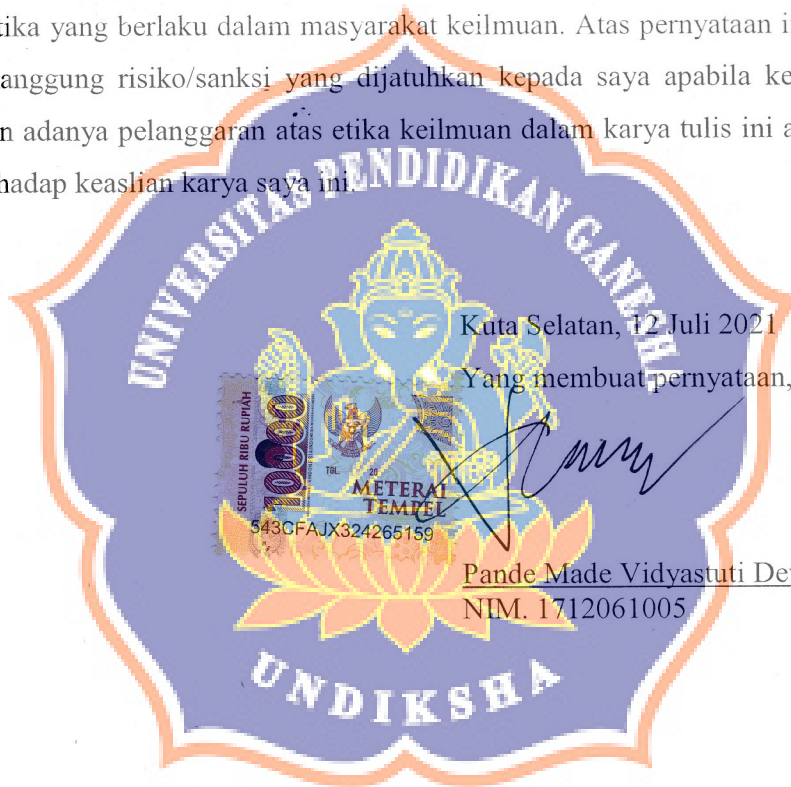 tika yang berlaku dalam masyarakat keilmuan. Atas pernyataan i
anggung risiko/sanksi yang dijatuhkan kepada saya apabila ke
n adanya pelanggaran atas etika keilmuan dalam karya tulis ini a
hadap keaslian karya saya ini.
UNIVERSITAS PENDIDIKAN GANESHA
Kuta Selatan, 12 Juli 2021
Yang membuat pernyataan,
SEPULUH RIBU RUPIAH
10000
TGL. 20
METERAI
TEMPEL
543CFAJX324265159
Pande Made Vidyastuti De
NIM. 1712061005
UNDIKSHA